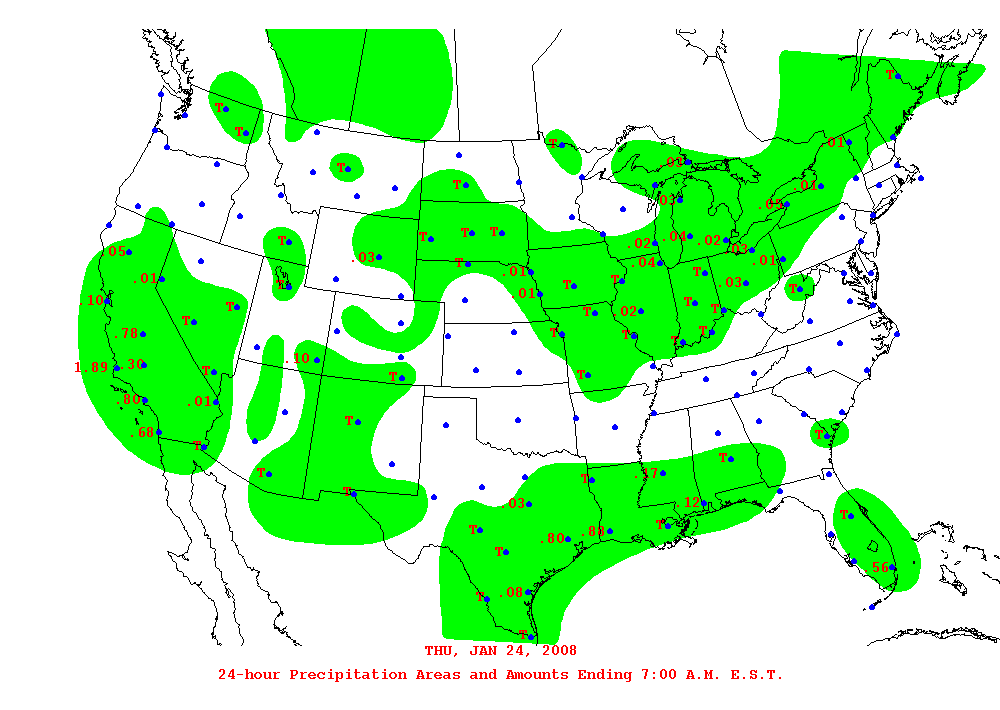 T
T
T
.01
T
.01
T
.01
.03
.05
T
T
T
T
.02
.04
.02
.03
.05
.03
.01
T
.04
T
.01
T
.01
T
T
.03
T
.10
T
.01
T
T
.02
T
T
.78
T
T
T
1.89
.30
.10
T
T
T
.80
.01
T
.68
T
T
T
T
.17
T
T
.03
.12
T
T
.80
.88
T
T
.56
T
.08
T
THU, JAN 24, 2008
24-hour Precipitation Areas and Amounts Ending 7:00 A.M. E.S.T.